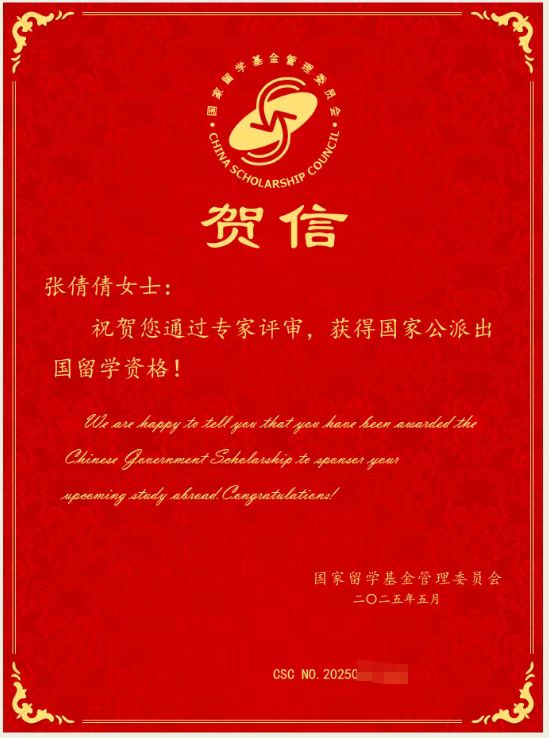 国家留学基金管理委员会
CHINA SCHOLARSHIP COUNCIL
贺信
张倩倩女士：
祝贺您通过专家评审，获得国家公派出
国留学资格！
We are happy to tell you that you have been awarded the
Chinese Government Scholarship to sponsor your
upcoming study abroad.Congratulations!
国家留学基金管理委员会
二〇二五年五月
CSC NO.20250